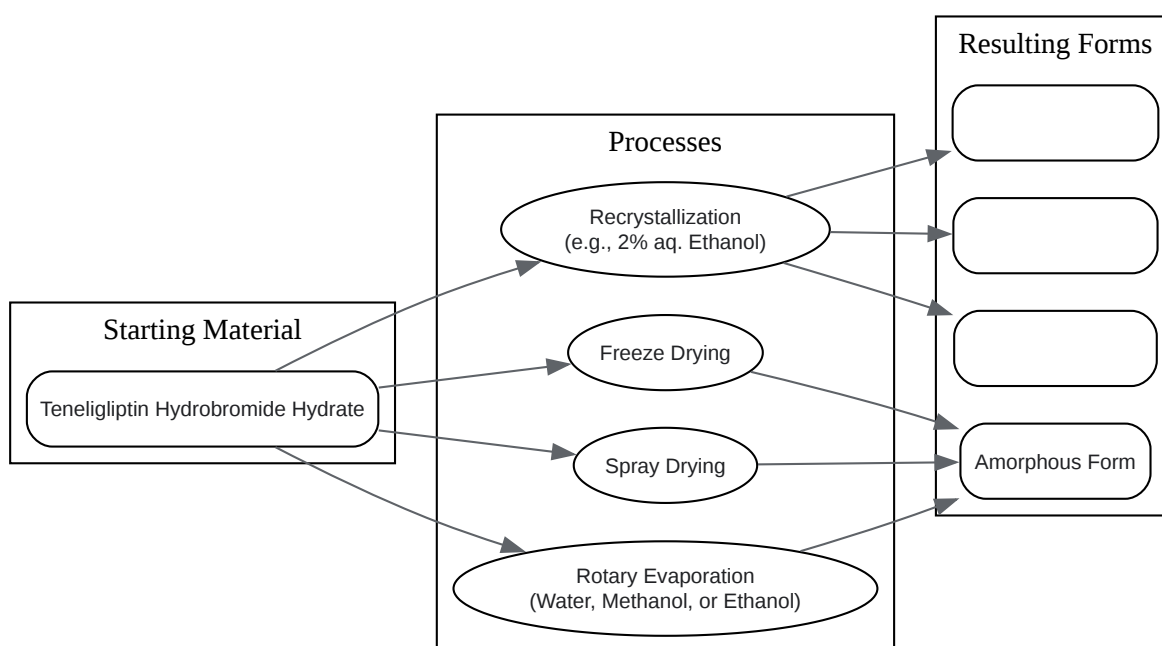 Starting Material
Teneligliptin Hydrobromide Hydrate
Processes
Recrystallization
(e.g., 2% aq. Ethanol)
Freeze Drying
Spray Drying
Rotary Evaporation
(Water, Methanol, or Ethanol)
Resulting Forms
Amorphous Form